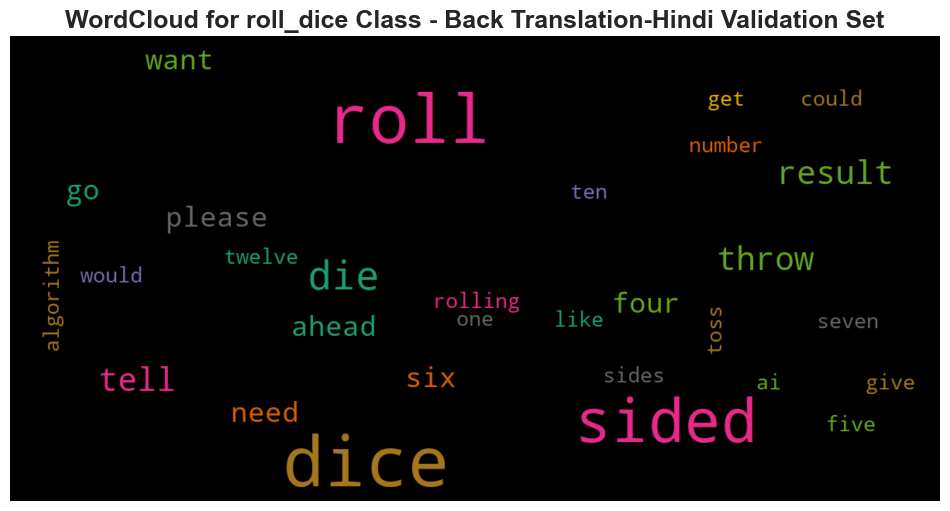 WordCloud for roll_dice Class - Back Translation-Hindi Validation Set
want
roll
get could
number
result
go
ten
please
twelve
throw
algorithm
would
die
rolling
four
one
like
toss
seven
ahead
tell
six
sides
ai
give
need
sided
five
dice